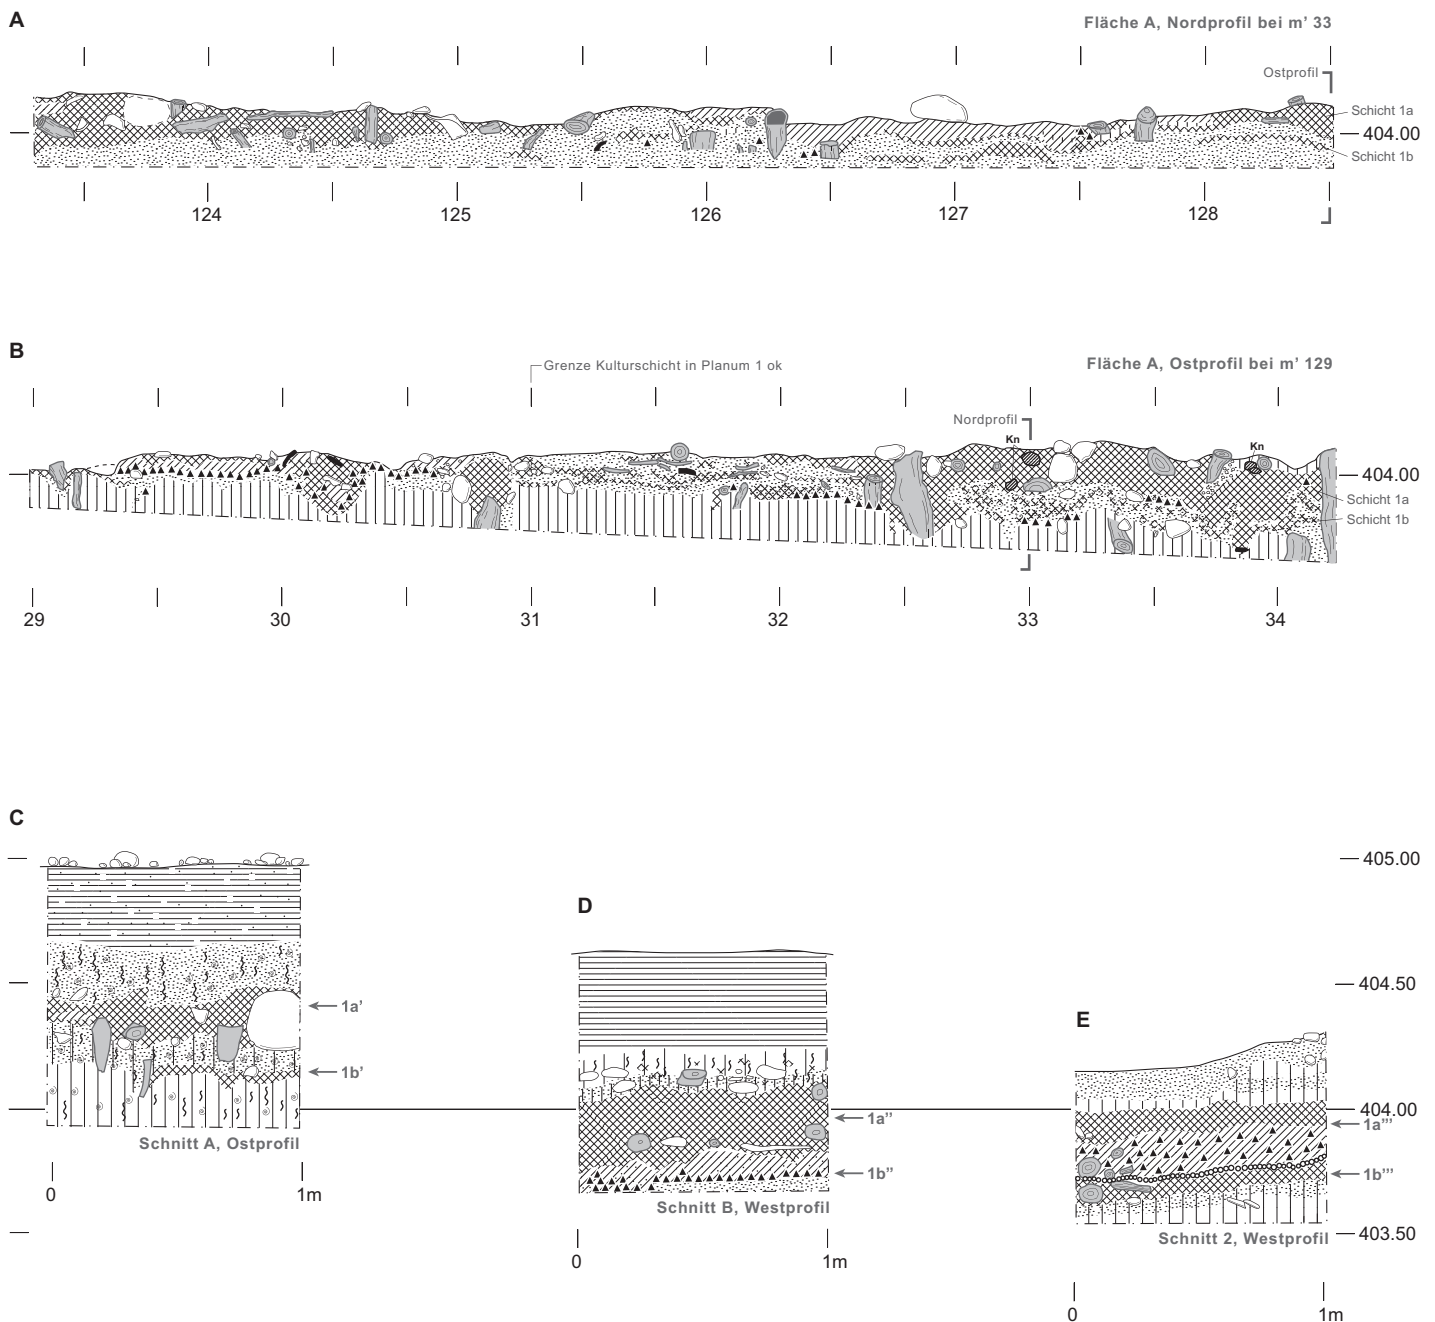 A
Fläche A, Nordprofil bei m’ 33
Ostprofil
Schicht 1a
404.00
Schicht 1b
124 125 126 127 128
B
Grenze Kulturschicht in Planum 1 ok
Fläche A, Ostprofil bei m’ 129
Nordprofil
Kn Kn
404.00
Schicht 1a
Schicht 1b
29 30 31 32 33 34
C
405.00
D
404.50
1a’
E
1b’
404.00
1a’’
1a’’’
Schnitt A, Ostprofil
1b’’
1b’’’
0 1m
Schnitt B, Westprofil
403.50
Schnitt 2, Westprofil
0 1m
0 1m